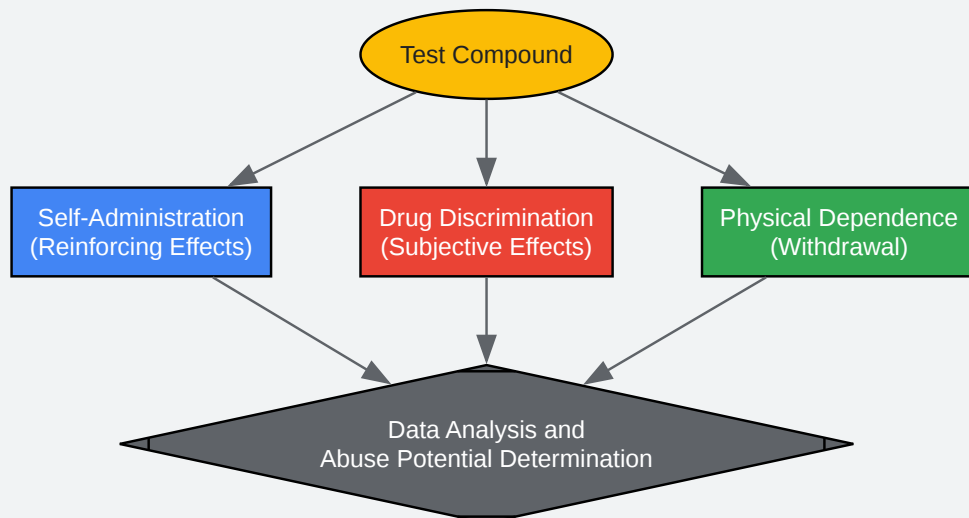 Test Compound
Self-Administration
(Reinforcing Effects)
Drug Discrimination
(Subjective Effects)
Physical Dependence
(Withdrawal)
Data Analysis and
Abuse Potential Determination